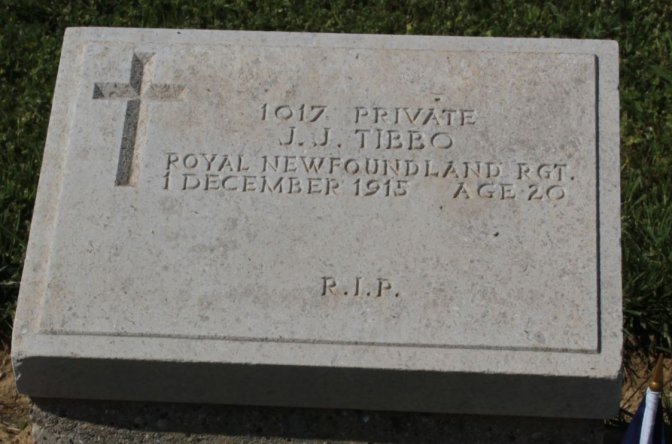 1017 PRIVATE
J.J. TIBBO
ROYAL NEWFOUNDLAND RGT.
1 DECEMBER 1915 AGE 20
R.I.P.